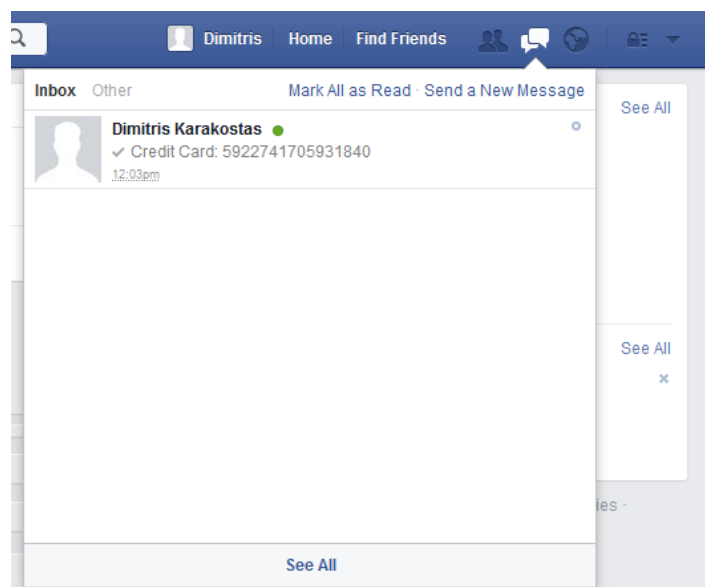 Dimitris Home Find Friends
Inbox Other Mark All as Read · Send a New Message
See All
Dimitris Karakostas
Credit Card: 5922741705931840
12:03pm
See All
ies ·
See All